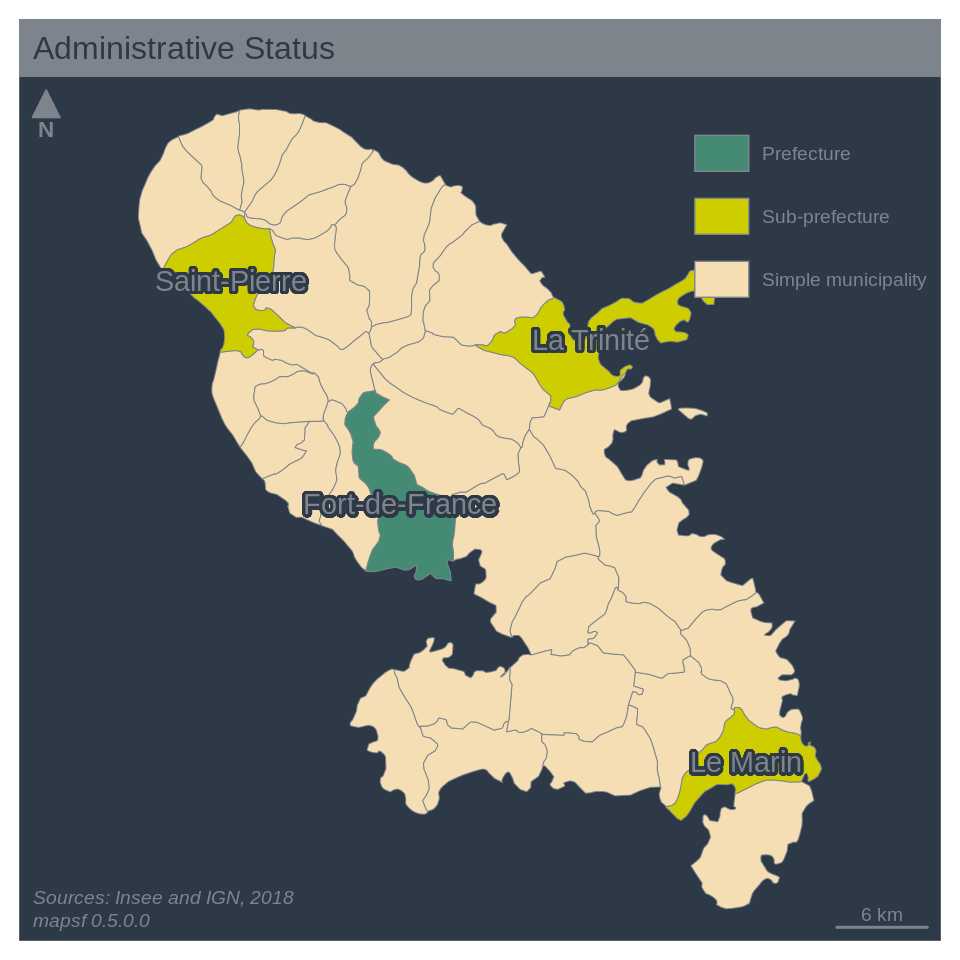 Administrative Status
N
Prefecture
Sub-prefecture
Simple municipality
Saint-Pierre
La Trinité
Fort-de-France
Le Marin
Sources: Insee and IGN, 2018
mapsf 0.5.0.0
6 km